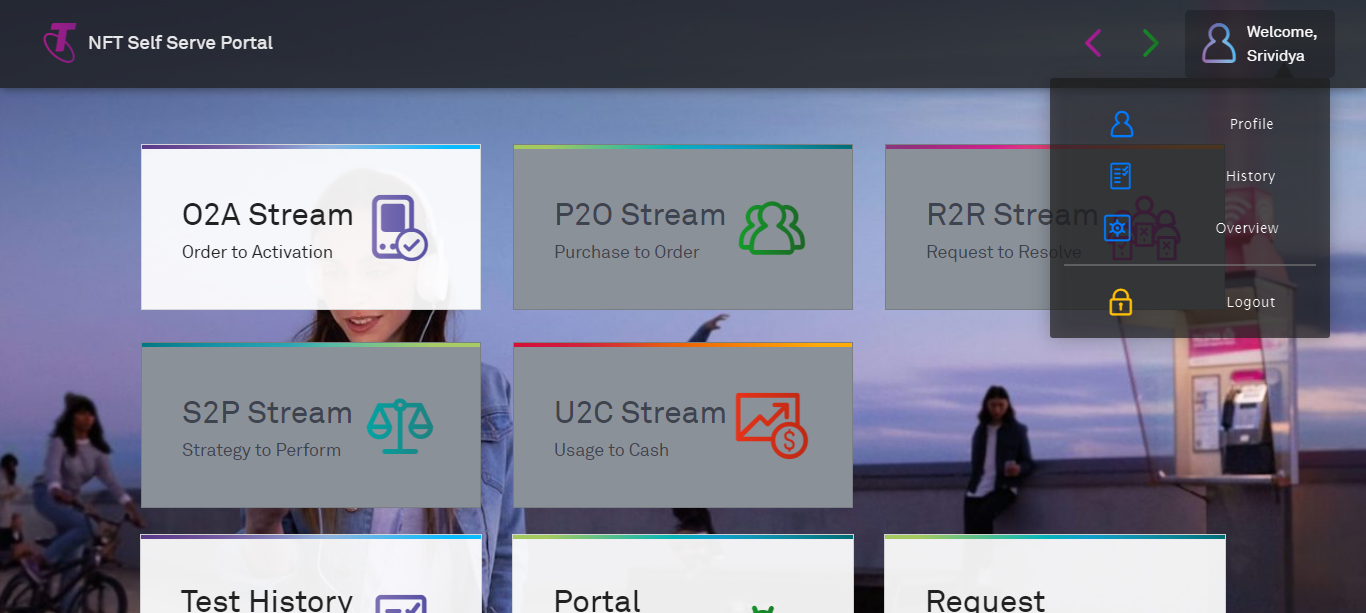 NFT Self Serve Portal
Welcome,
Srividya
Profile
History
Overview
Logout
O2A Stream
Order to Activation
P2O Stream
Purchase to Order
R2R Stream
Request to Resolve
S2P Stream
Strategy to Perform
U2C Stream
Usage to Cash
Test History
Portal
Request